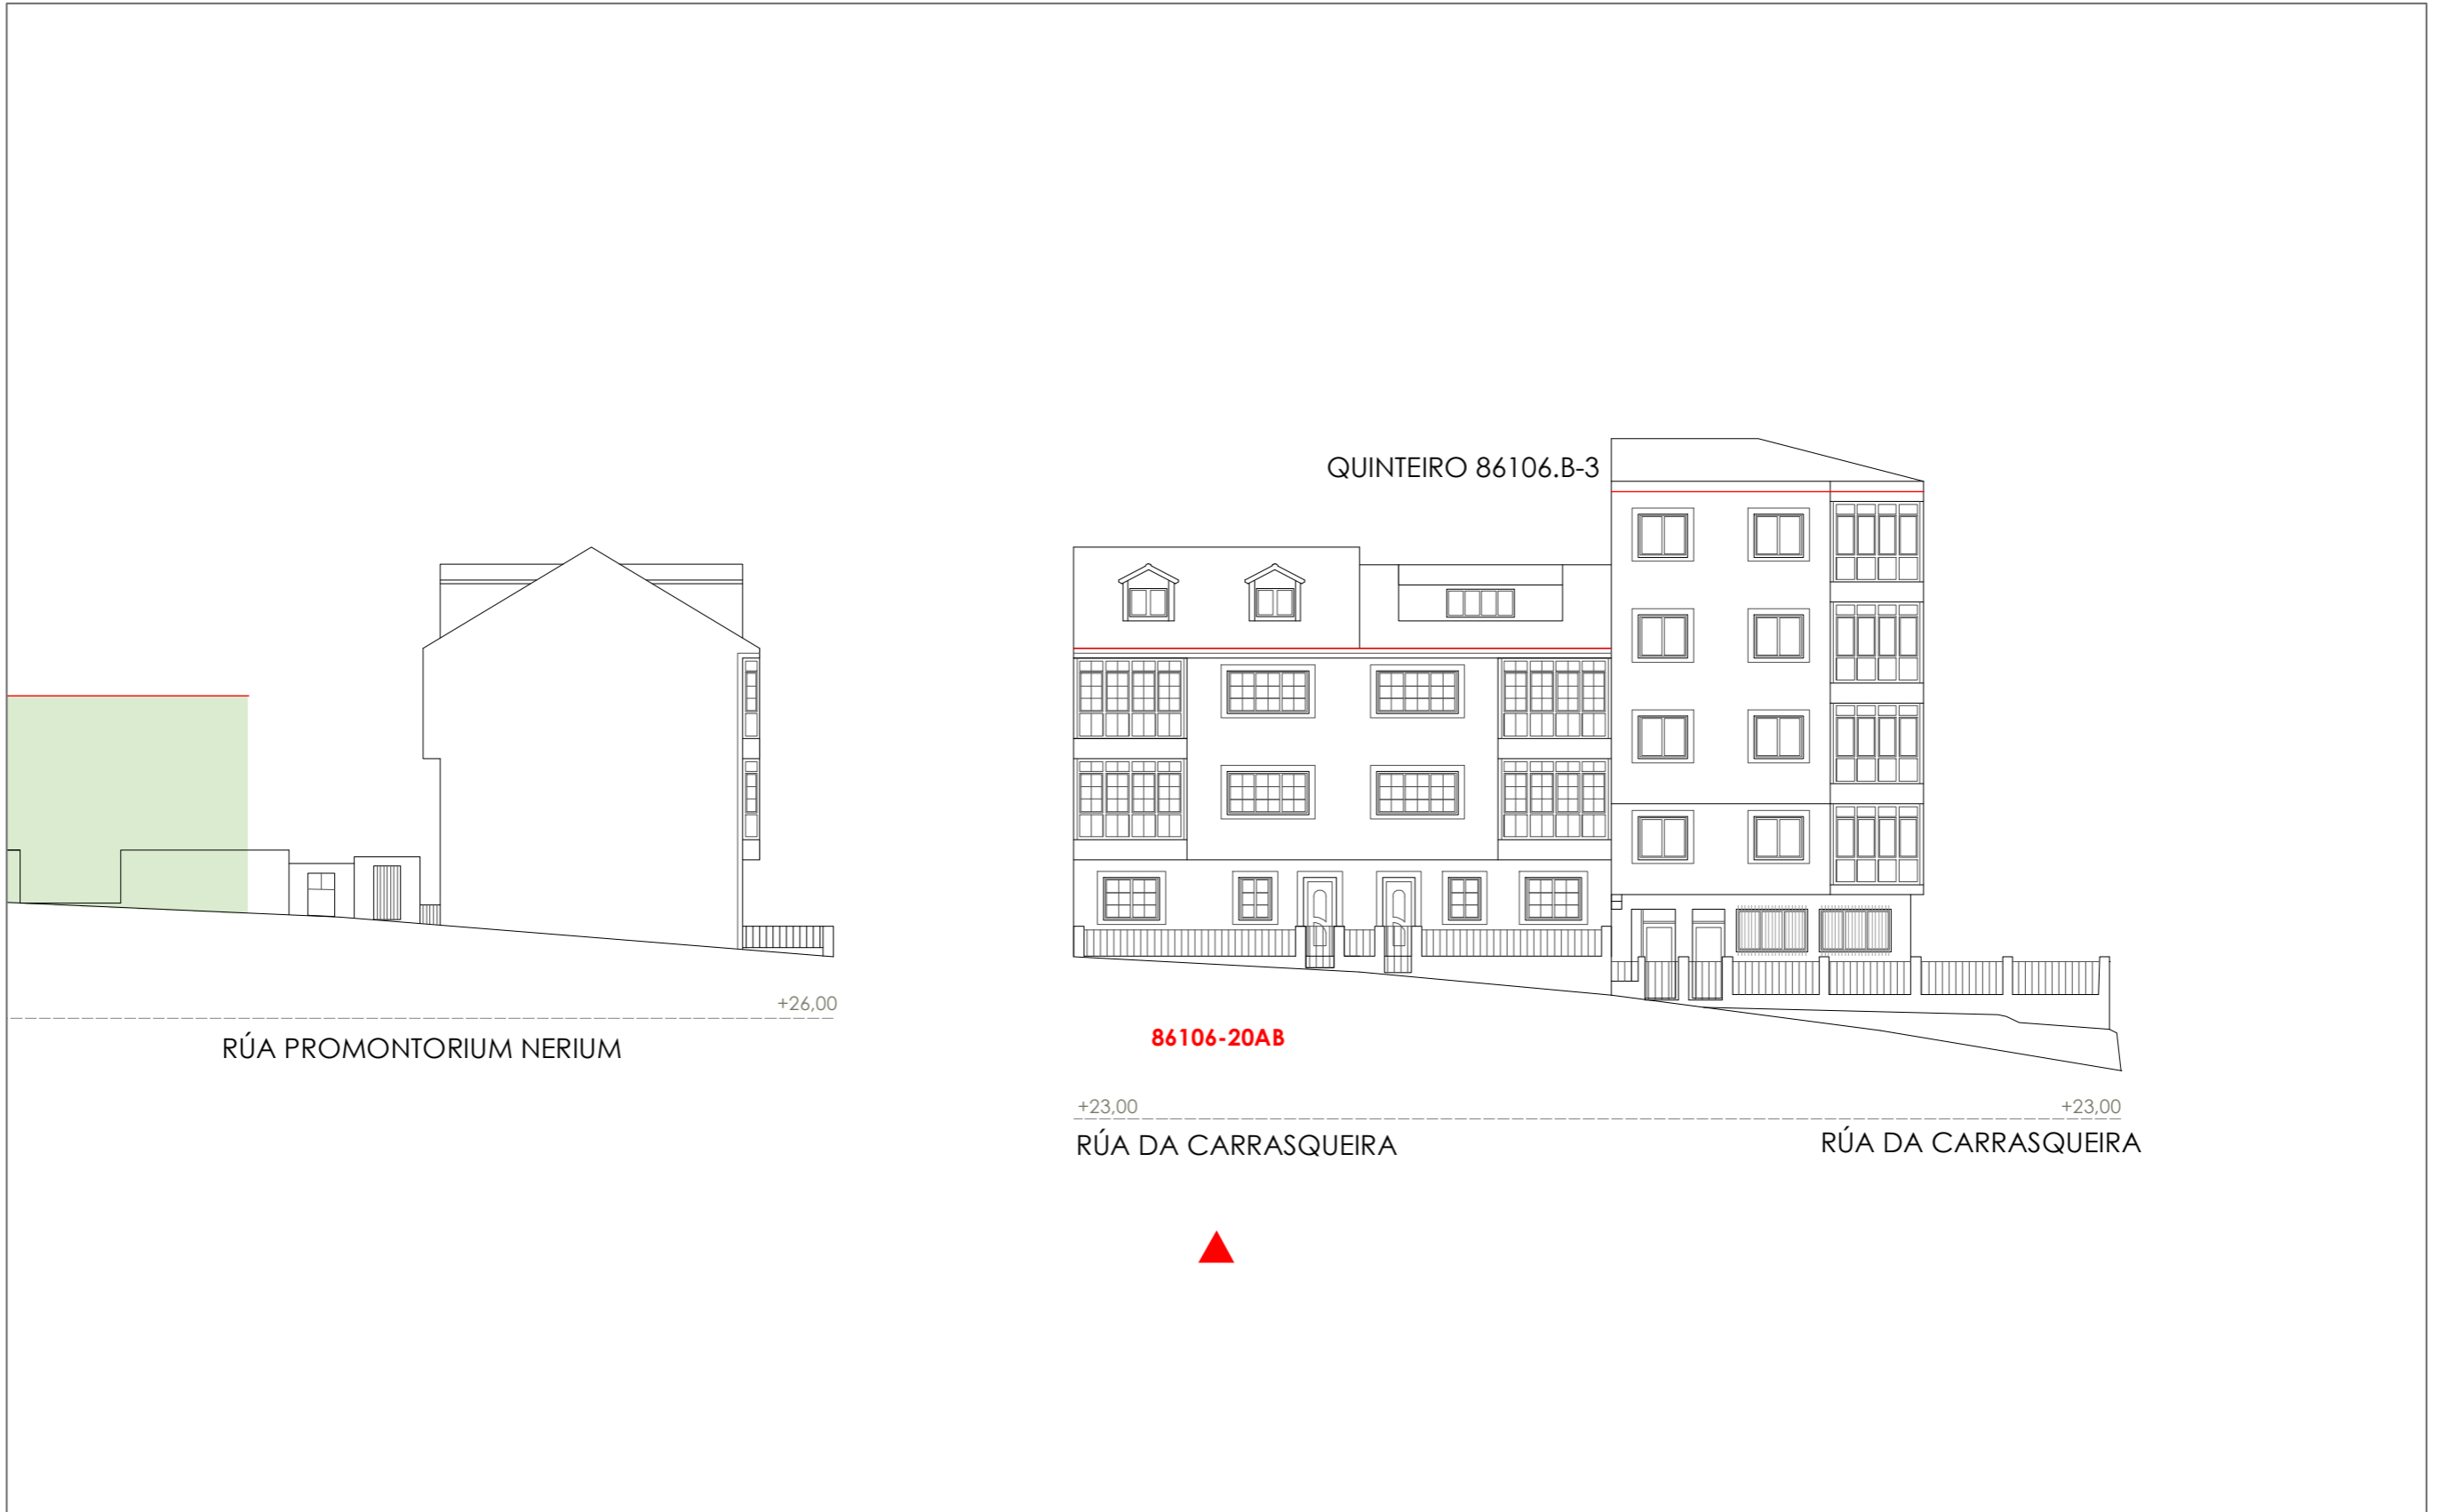 QUINTEIRO 86106.B-3
+26,00
RÚA PROMONTORIUM NERIUM
86106-20AB
+23,00
+23,00
RÚA DA CARRASQUEIRA
RÚA DA CARRASQUEIRA